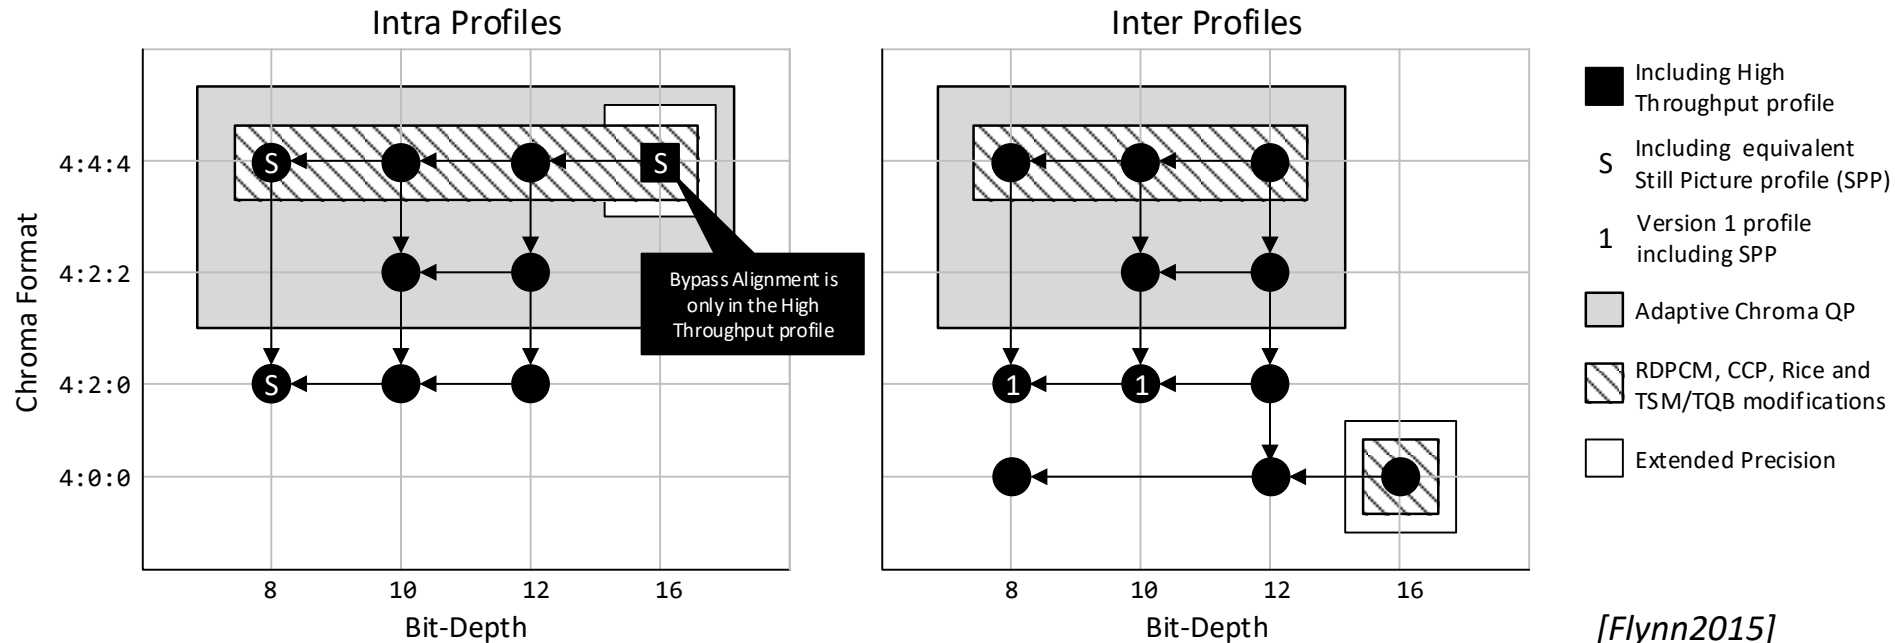 Intra Profiles
Inter Profiles
Chroma Format
4:4:4
4:2:2
4:2:0
4:0:0
S
S
S
Bypass Alignment is
only in the High
Throughput profile
8
10
12
16
Bit-Depth
1
1
8
10
12
16
Bit-Depth
Including High
Throughput profile
S
Including equivalent
Still Picture profile (SPP)
1
Version 1 profile
including SPP
Adaptive Chroma QP
RDPCM, CCP, Rice and
TSM/TQB modifications
Extended Precision
[Flynn2015]